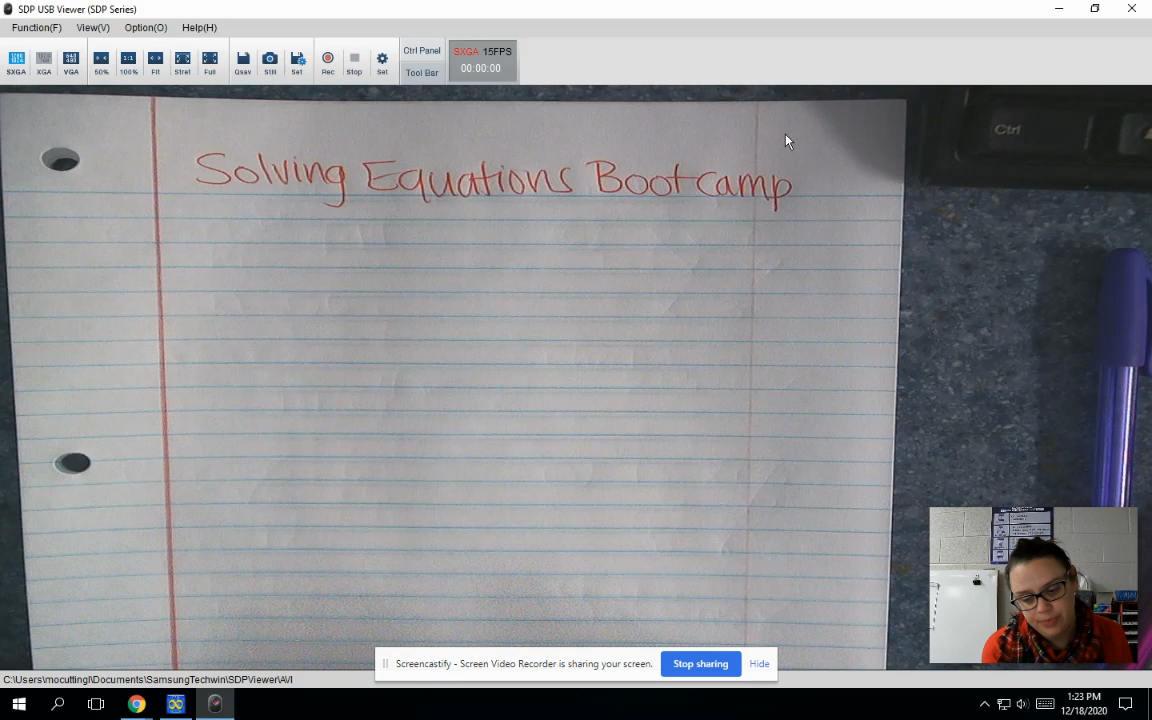 SDP USB Viewer (SDP Series)
Function(F) View(V) Option(O) Help(H)
SXGA XGA VGA 50% 100% Fit Stret Full Qsav Still Set Rec Stop Set
Ctrl Panel
Tool Bar
SXGA 15FPS
00:00:00
Ctrl
Solving Equations Bootcamp
Screencastify - Screen Video Recorder is sharing your screen. Stop sharing Hide
C:\Users\mocuttingl\Documents\SamsungTechwin\SDPViewer\AVI
1:23 PM
12/18/2020